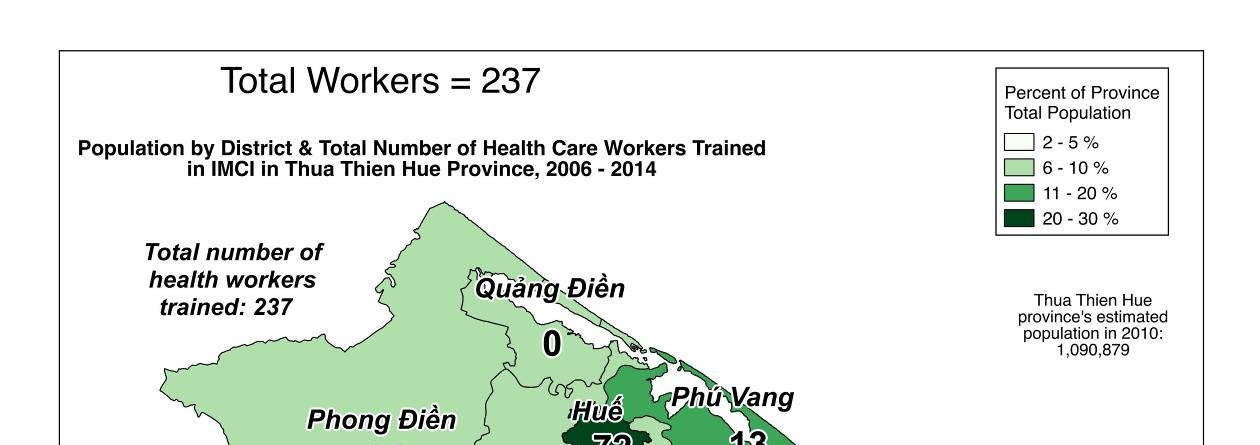 Total Workers = 237
Percent of Province
Total Population
2 - 5 %
6 - 10 %
11 - 20 %
20 - 30 %
Population by District & Total Number of Health Care Workers Trained
in IMCI in Thua Thien Hue Province, 2006 - 2014
Total number of
health workers
trained: 237
Quảng Điền
0
Thua Thien Hue
province's estimated
population in 2010:
1,090,879
Phú Vang
Huế
Phong Điền
13